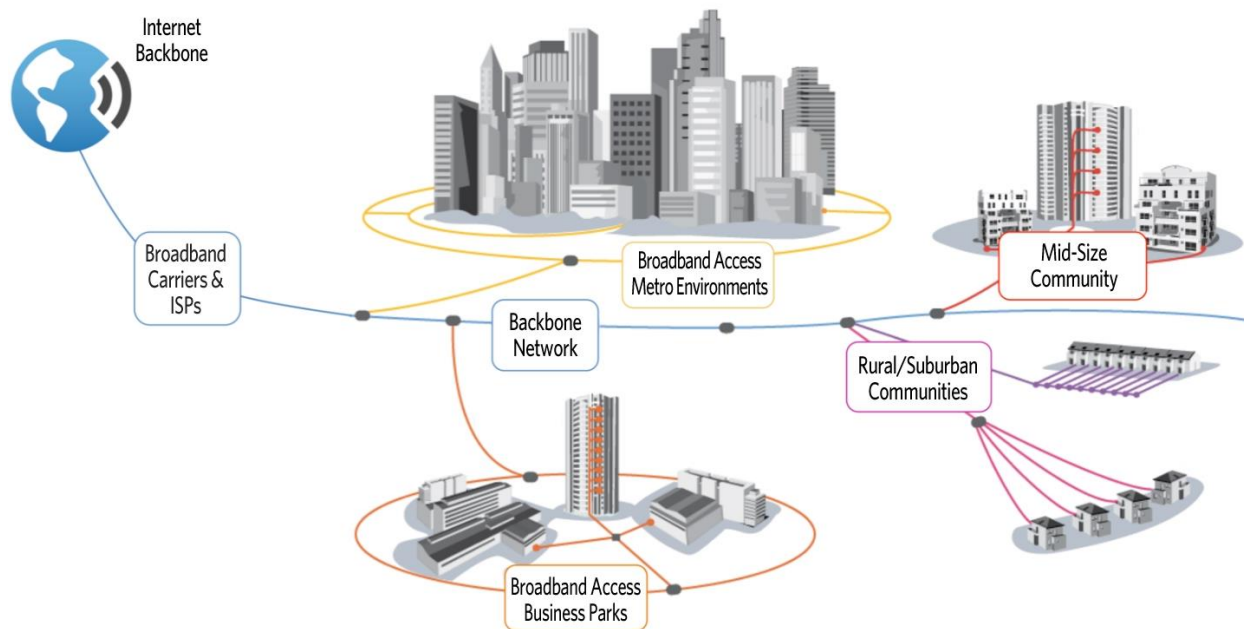 Internet
Backbone
Broadband
Carriers &
ISPs
Broadband Access
Metro Environments
Mid-Size
Community
Backbone
Network
Rural/Suburban
Communities
Broadband Access
Business Parks